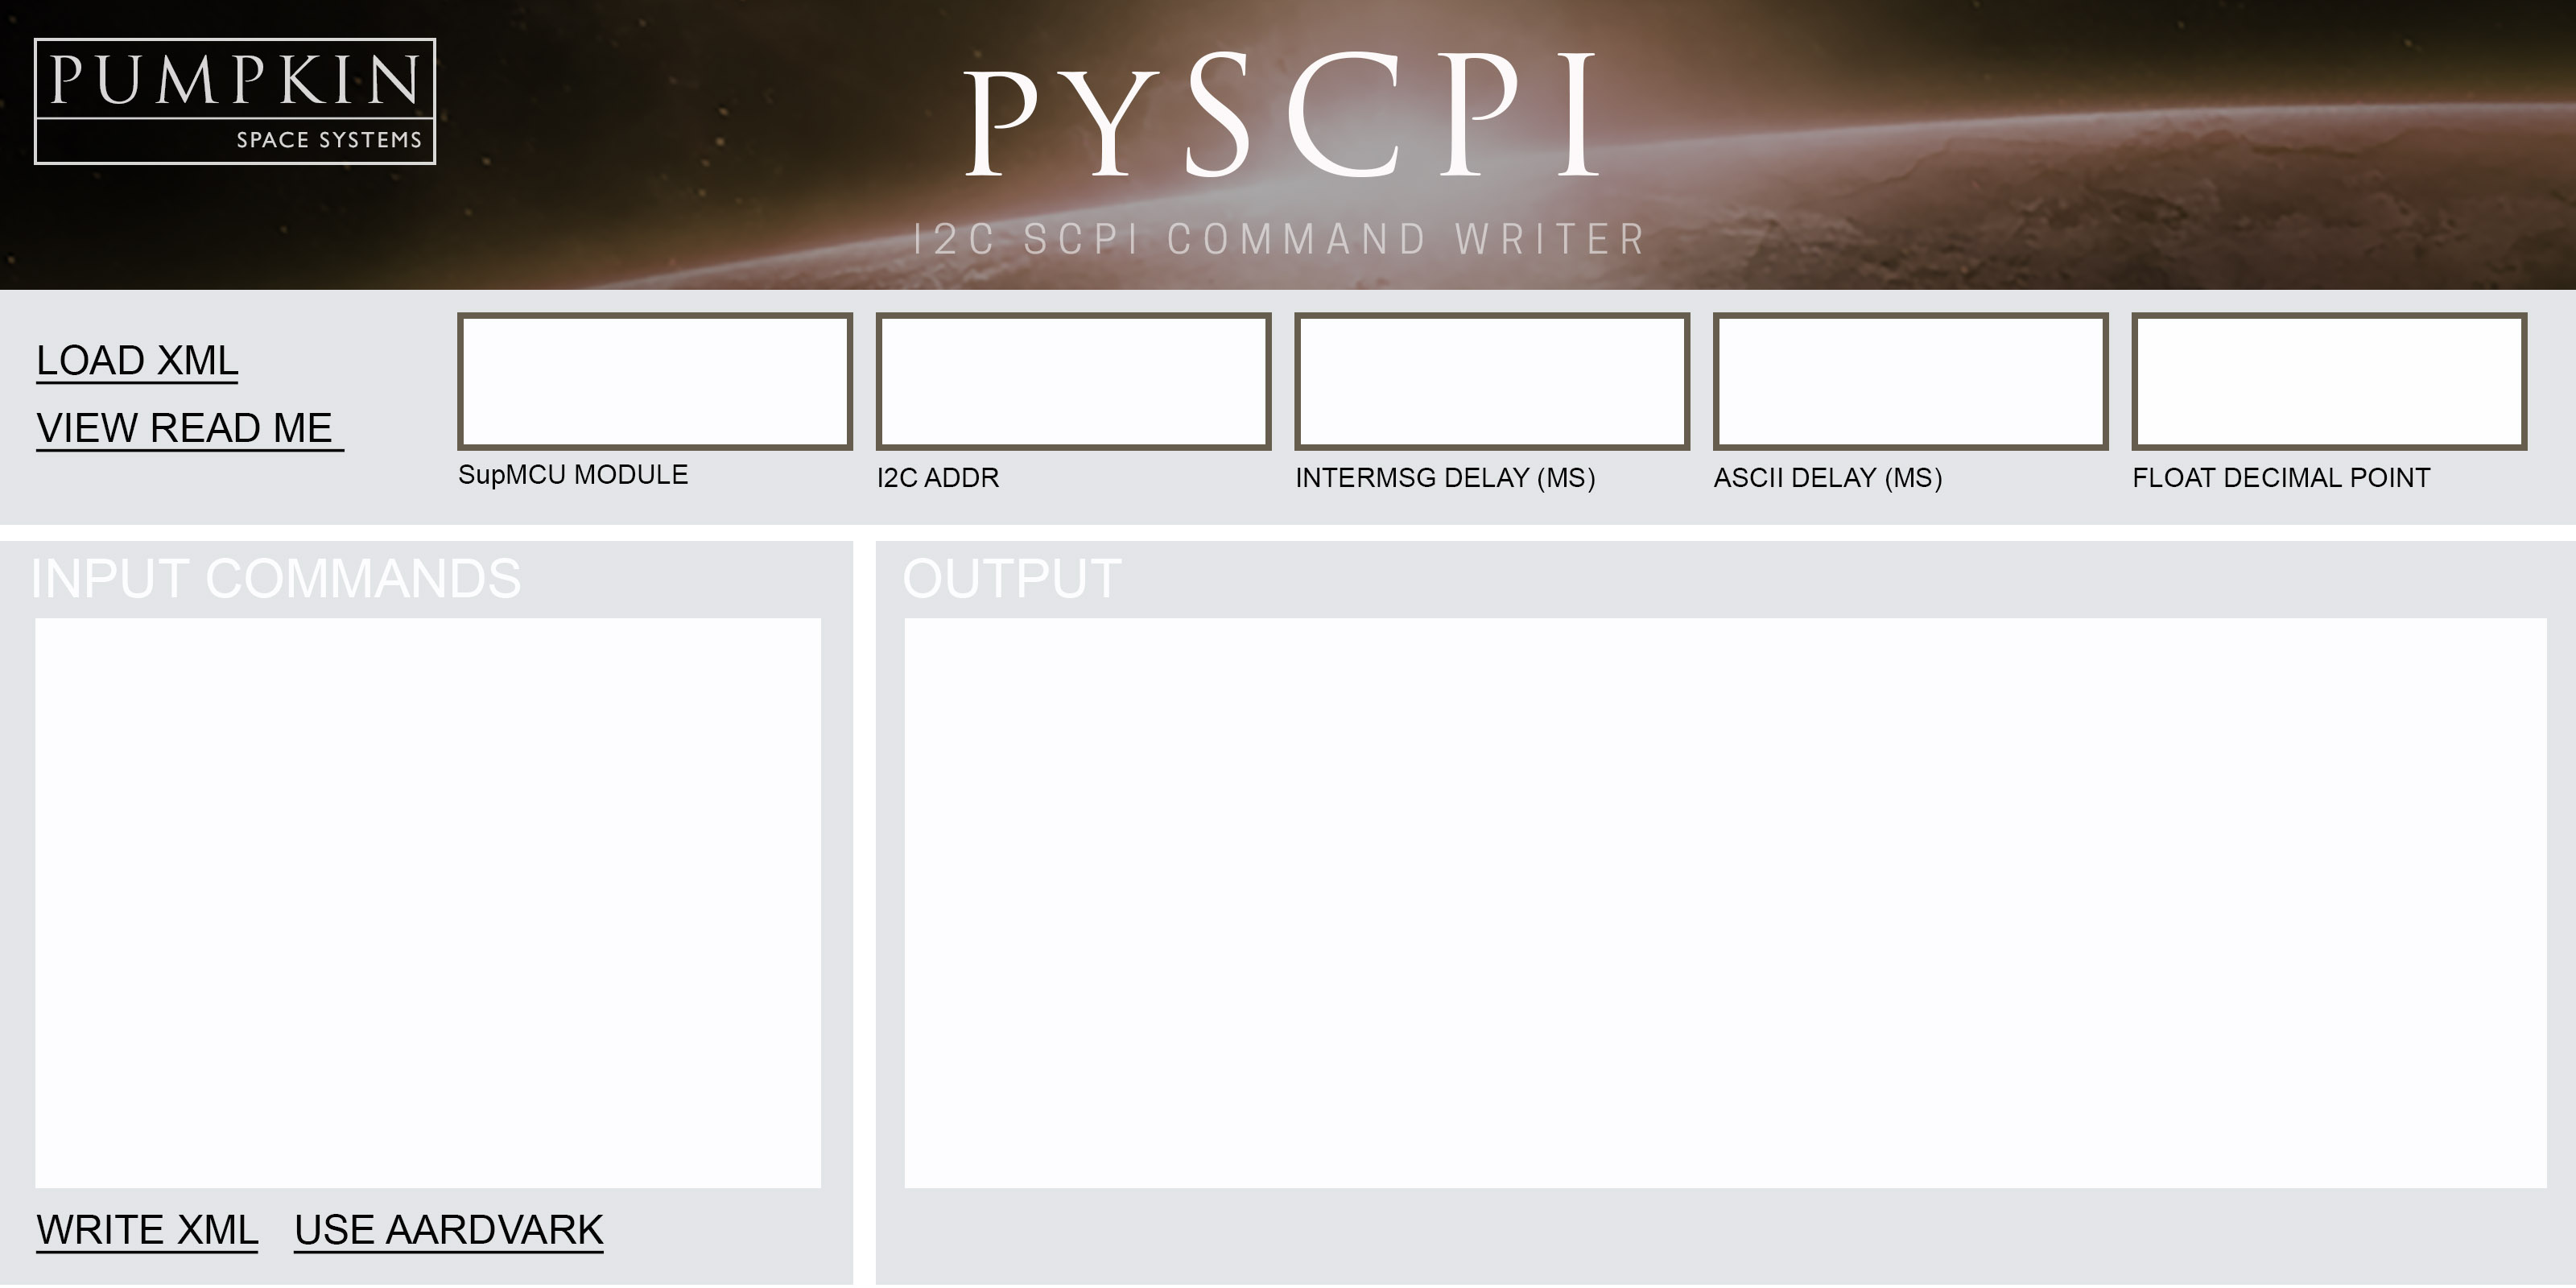 PUMPKIN
SPACE SYSTEMS
PYSCPI
I2C SCPI COMMAND WRITER
LOAD XML
VIEW READ ME
SupMCU MODULE
I2C ADDR
INTERMSG DELAY (MS)
ASCII DELAY (MS)
FLOAT DECIMAL POINT
INPUT COMMANDS
OUTPUT
WRITE XML
USE AARDVARK